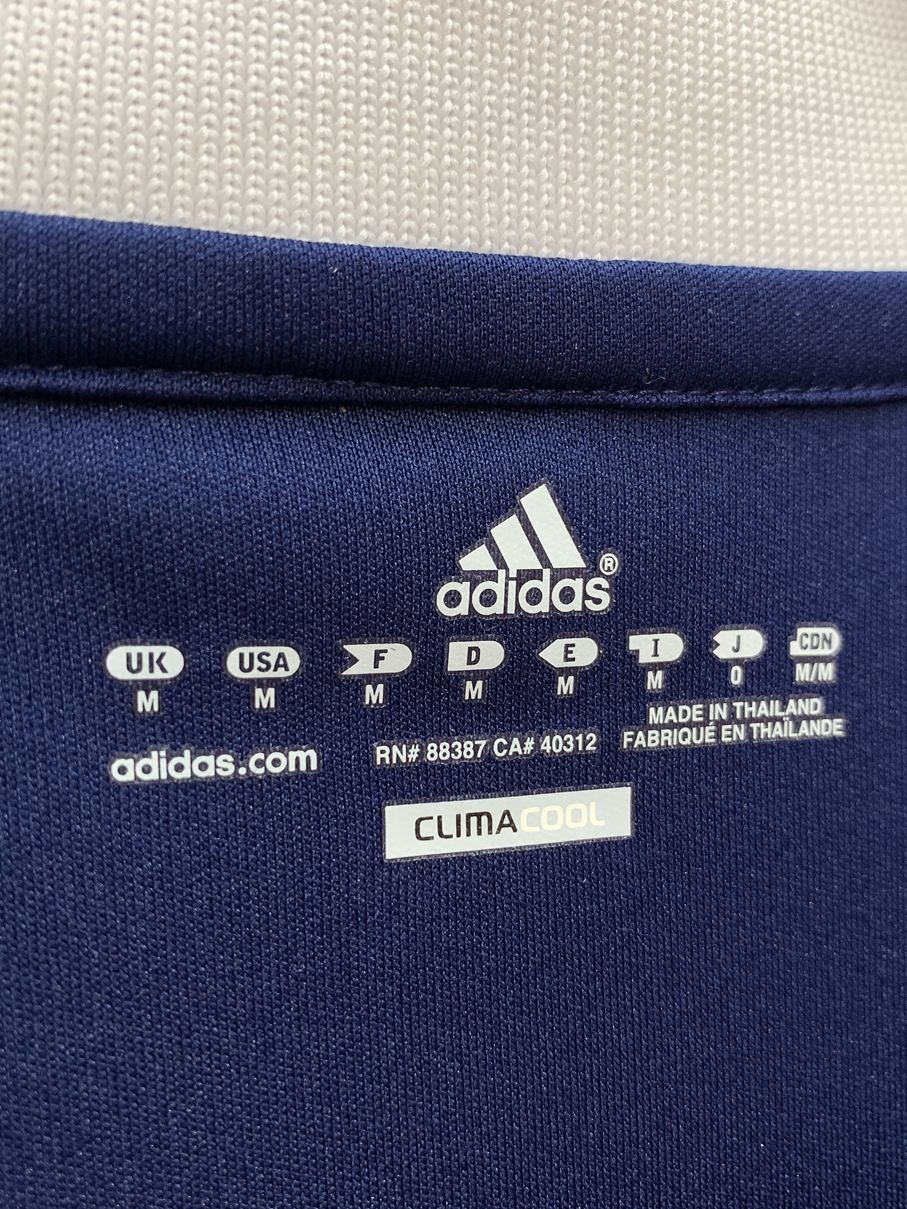 adidas®
UK USA F D E I J CDN
M M M M M M O M/M
adidas.com
RN# 88387 CA# 40312
MADE IN THAILAND
FABRIQUÉ EN THAÏLANDE
CLIMACOOL